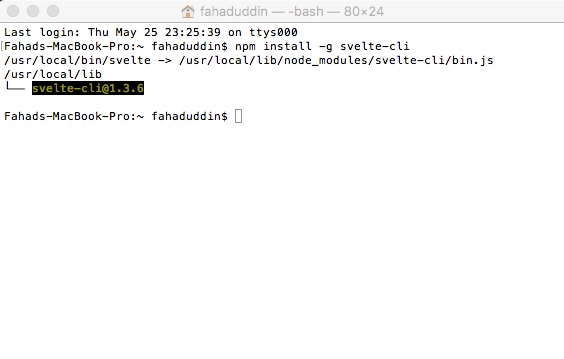 fahaduddin — -bash — 80×24
Last login: Thu May 25 23:25:39 on ttys000
[Fahads-MacBook-Pro:~ fahaduddin$ npm install -g svelte-cli
/usr/local/bin/svelte -> /usr/local/lib/node_modules/svelte-cli/bin.js
/usr/local/lib
└── svelte-cli@1.3.6
Fahads-MacBook-Pro:~ fahaduddin$